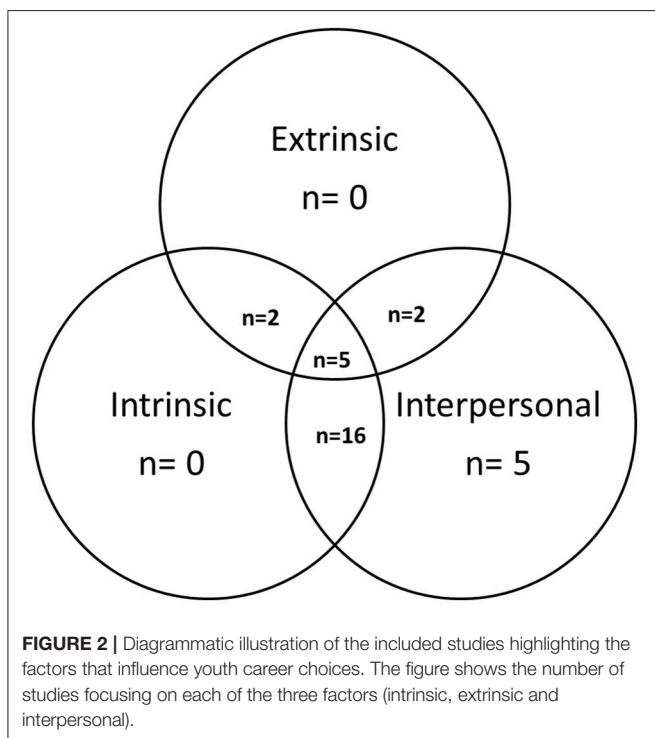 Extrinsic
n= 0
n=2
n=2
n=5
Intrinsic
n= 0
n=16
Interpersonal
n= 5
FIGURE 2 | Diagrammatic illustration of the included studies highlighting the
factors that influence youth career choices. The figure shows the number of
studies focusing on each of the three factors (intrinsic, extrinsic and
interpersonal).